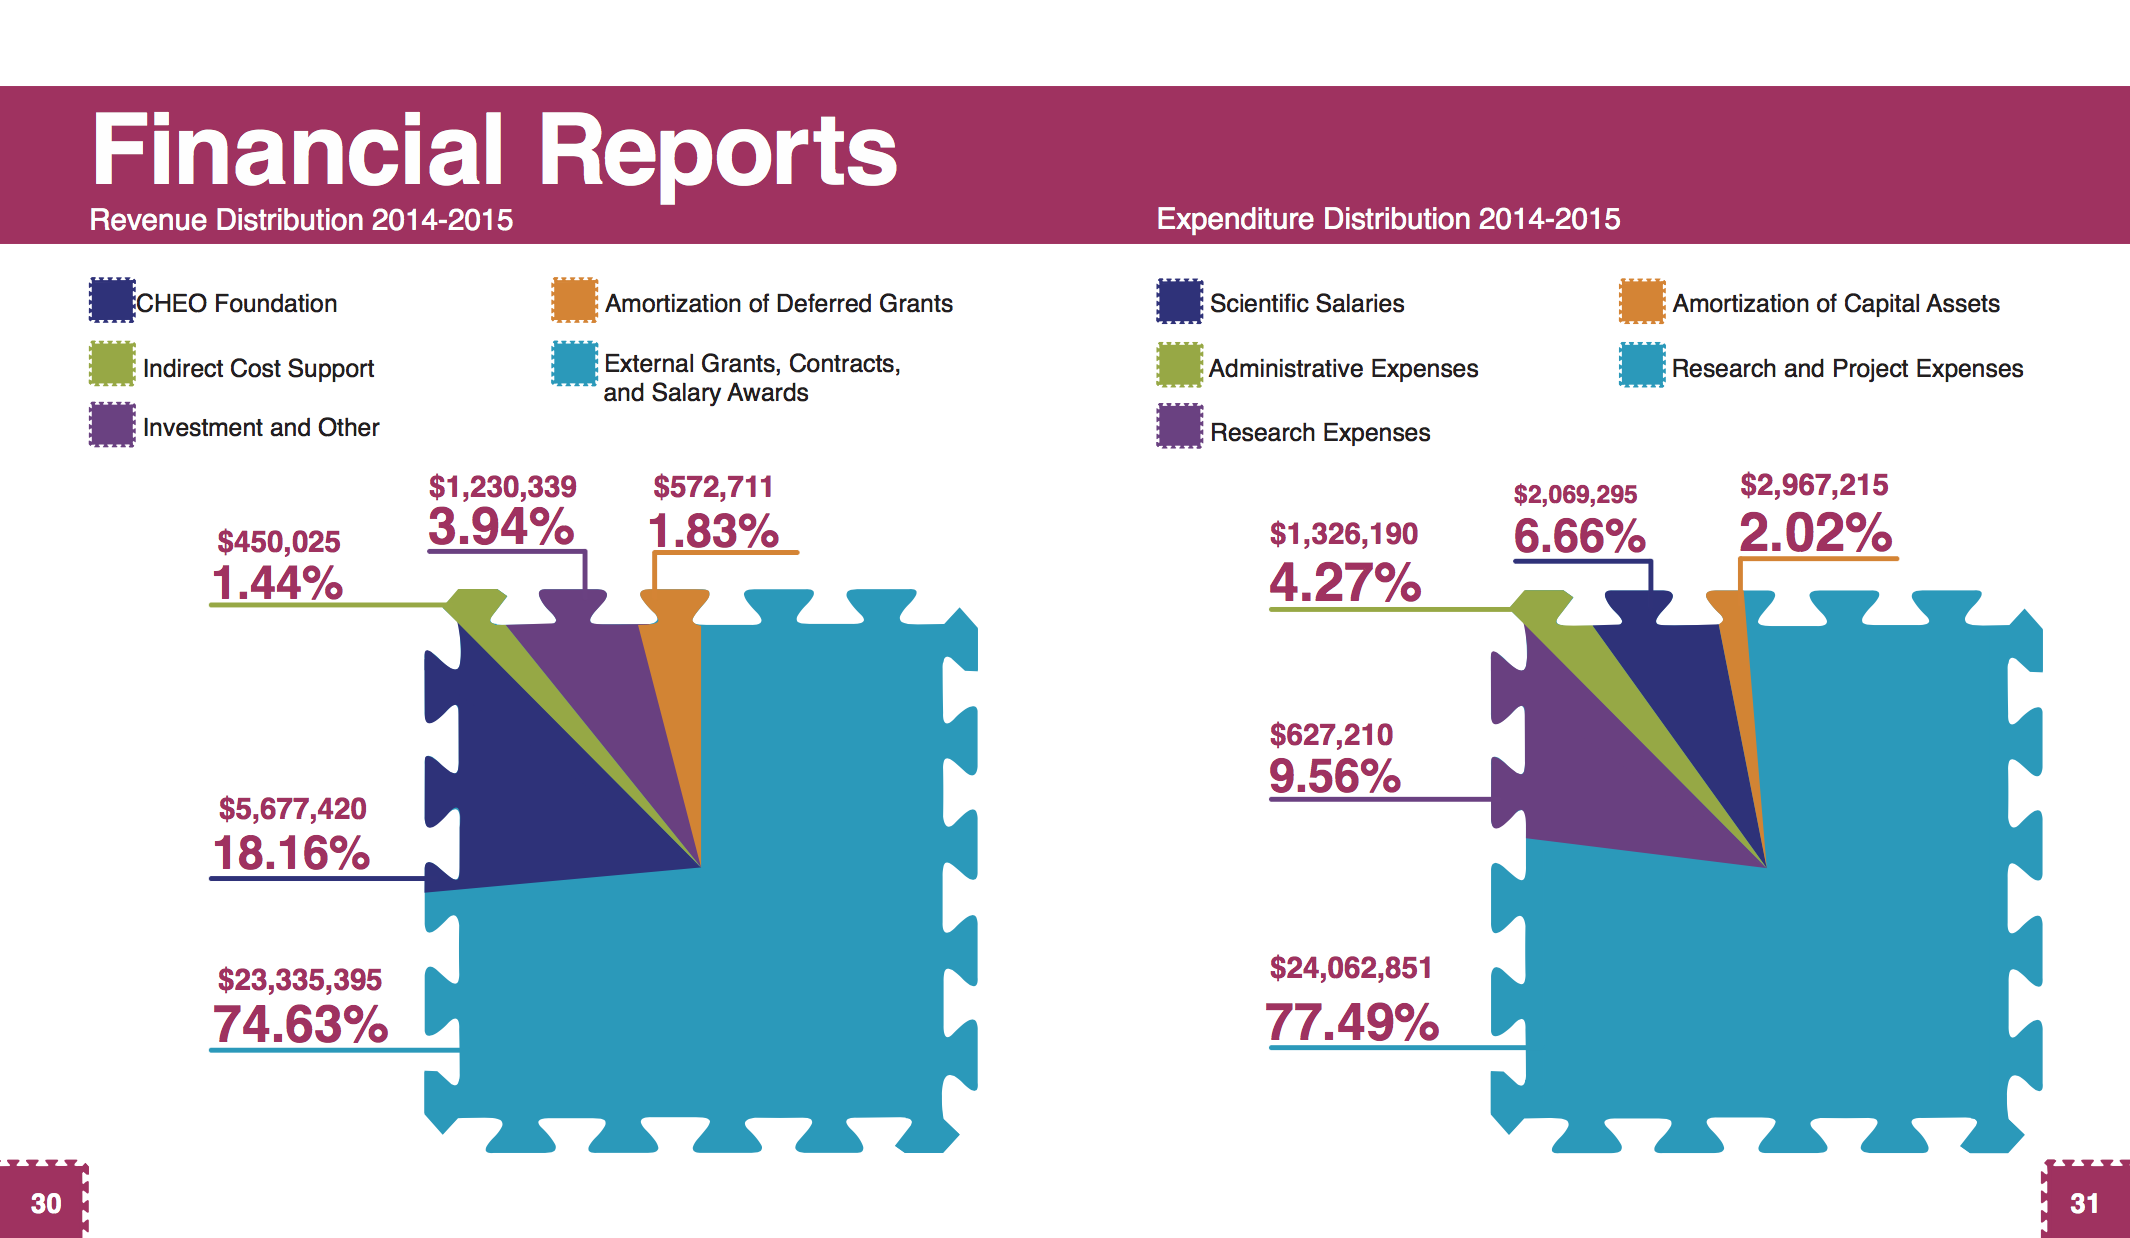 Financial Reports
Revenue Distribution 2014-2015
CHEO Foundation
Indirect Cost Support
Investment and Other
Amortization of Deferred Grants
External Grants, Contracts,
and Salary Awards
$450,025
1.44%
$1,230,339
3.94%
$572,711
1.83%
$5,677,420
18.16%
$23,335,395
74.63%
30
Expenditure Distribution 2014-2015
Scientific Salaries
Administrative Expenses
Research Expenses
Amortization of Capital Assets
Research and Project Expenses
$1,326,190
4.27%
$2,069,295
6.66%
$2,967,215
2.02%
$627,210
9.56%
$24,062,851
77.49%
31